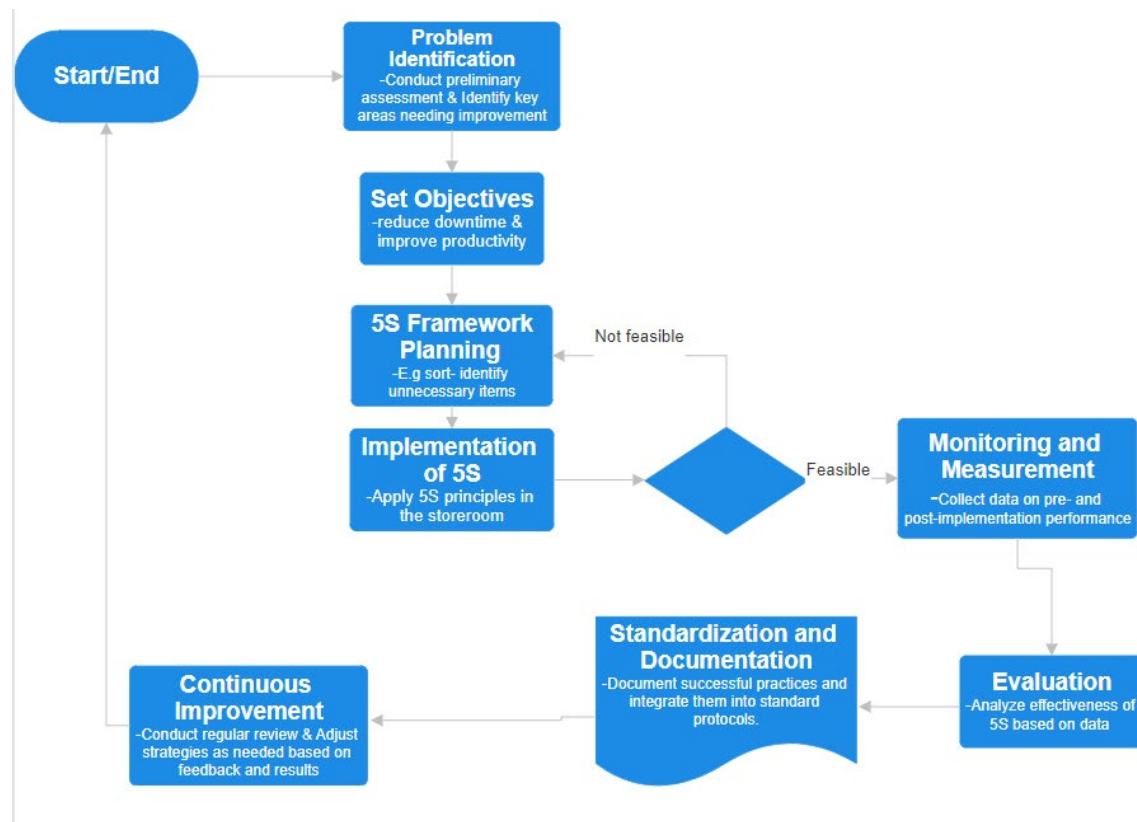 Start/End
Problem
Identification
-Conduct preliminary
assessment & Identify key
areas needing improvement
Set Objectives
-reduce downtime &
improve productivity
5S Framework
Planning
-E.g sort- identify
unnecessary items
Not feasible
Implementation
of 5S
-Apply 5S principles in
the storeroom
Feasible
Monitoring and
Measurement
-Collect data on pre- and
post-implementation performance
Evaluation
-Analyze effectiveness of
5S based on data
Standardization and
Documentation
-Document successful practices and
integrate them into standard
protocols.
Continuous
Improvement
-Conduct regular review & Adjust
strategies as needed based on
feedback and results